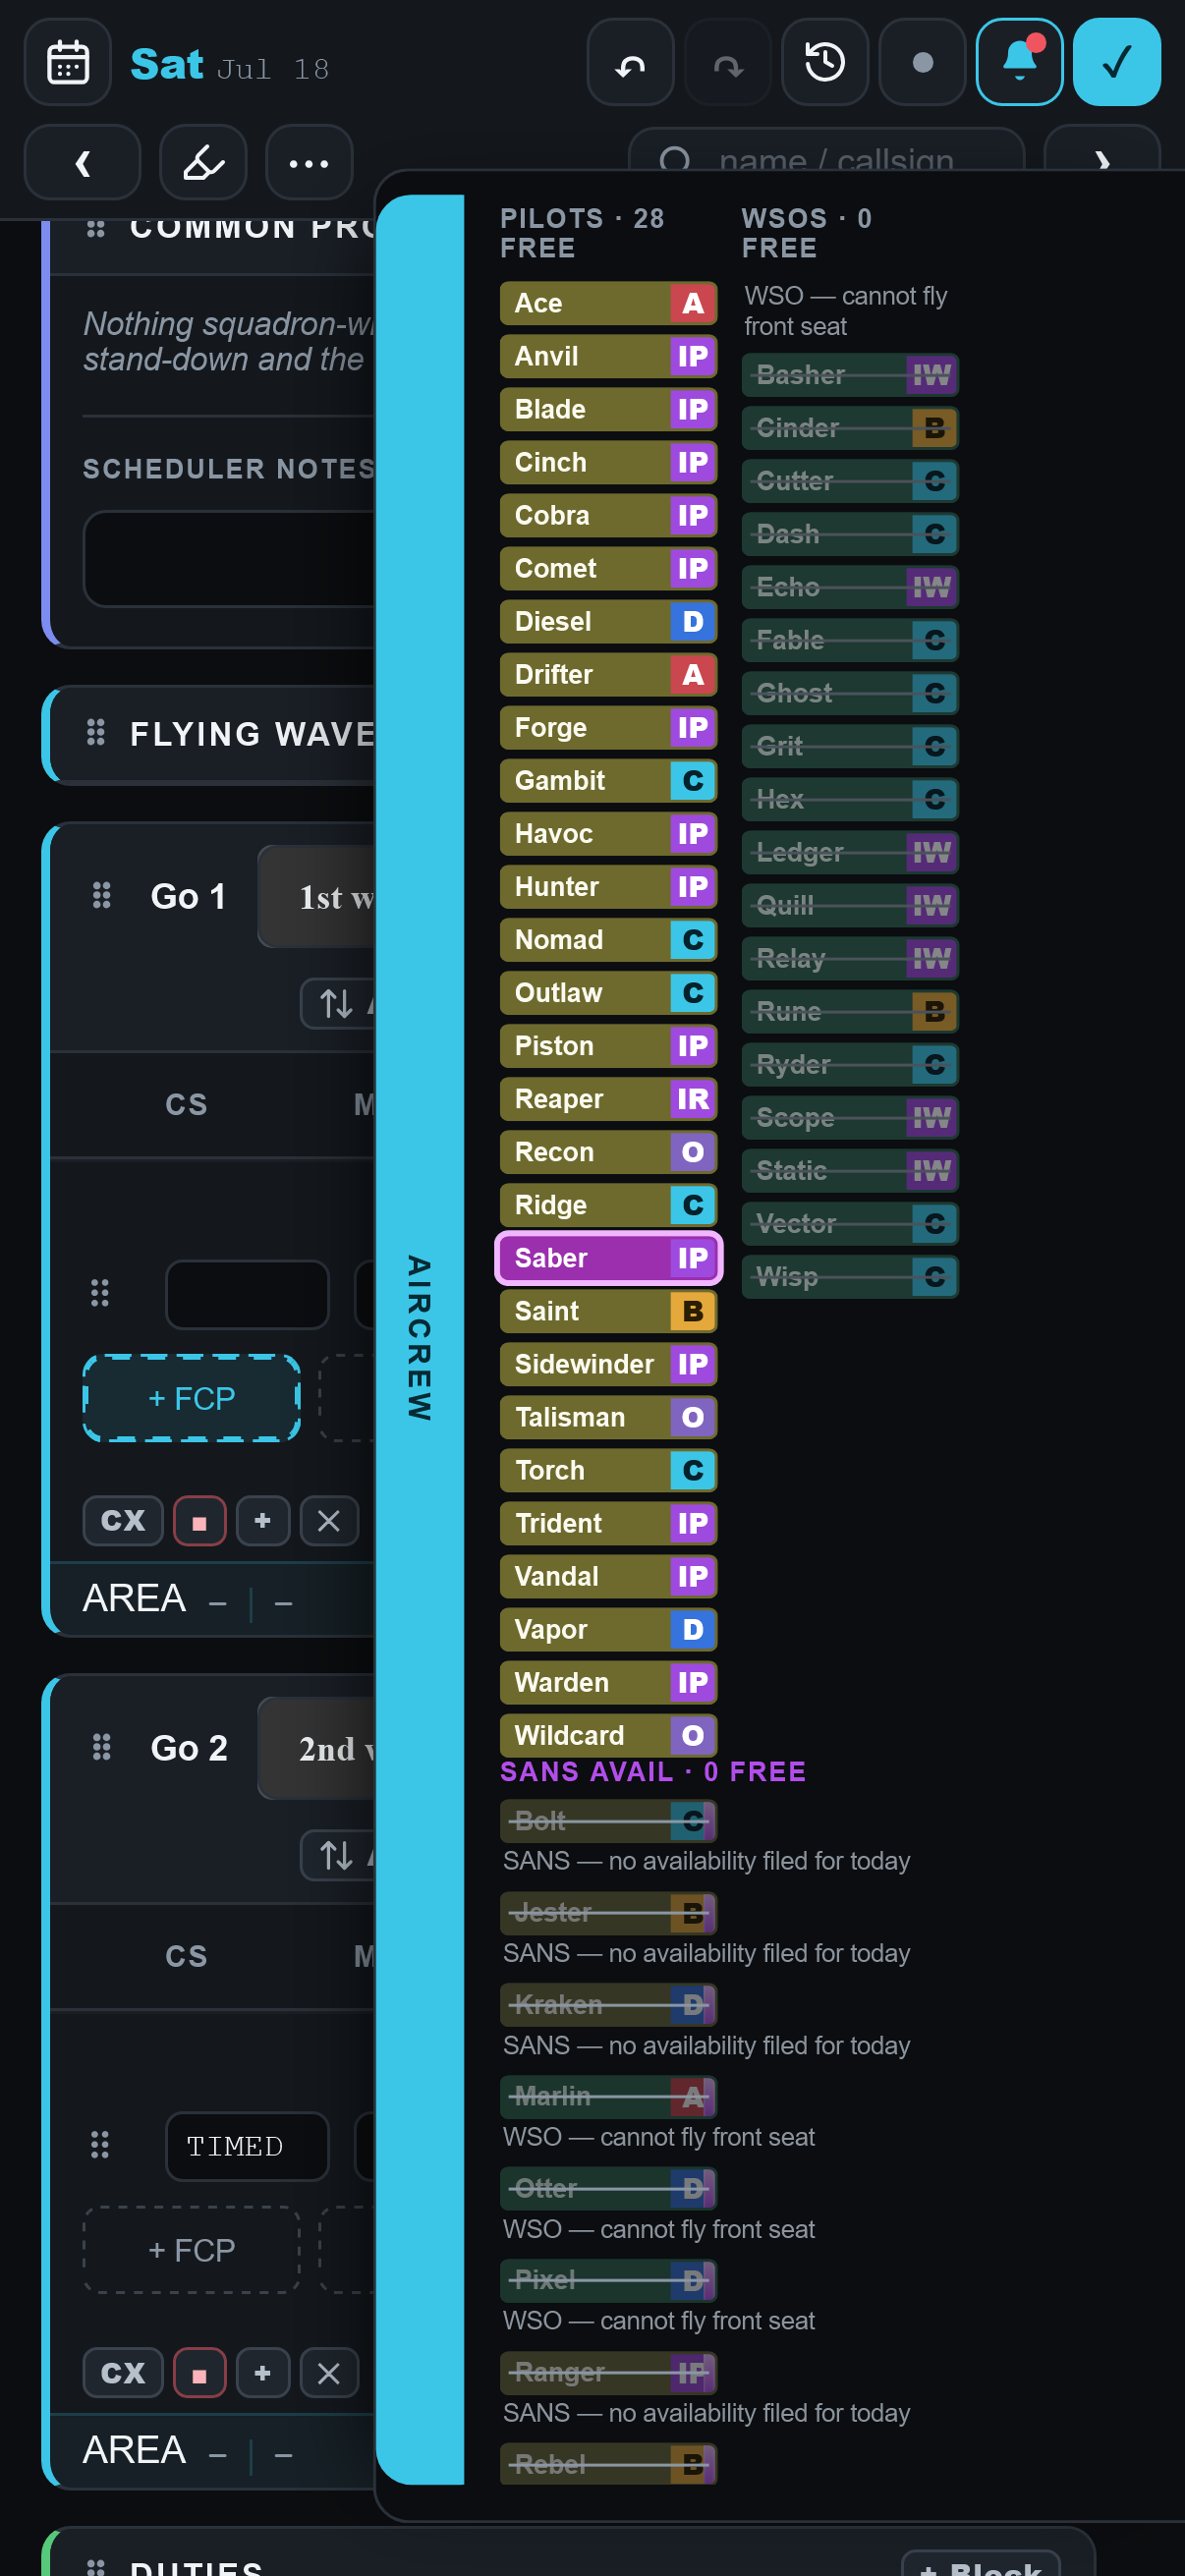 Sat Jul 18
name / callsign
COMMON PRO
Nothing squadron-w
stand-down and the
SCHEDULER NOTES
FLYING WAVE
Go 1
1st w
CS
+ FCP
CX
+
AREA – | –
Go 2
2nd
CS
TIMED
+ FCP
CX
+
AREA – | –
DUTIES
+ Block
AIRCREW
PILOTS · 28
FREE
Ace A
Anvil IP
Blade IP
Cinch IP
Cobra IP
Comet IP
Diesel D
Drifter A
Forge IP
Gambit C
Havoc IP
Hunter IP
Nomad C
Outlaw C
Piston IP
Reaper IR
Recon O
Ridge C
Saber IP
Saint B
Sidewinder IP
Talisman O
Torch C
Trident IP
Vandal IP
Vapor D
Warden IP
Wildcard O
WSOS · 0
FREE
WSO — cannot fly
front seat
Basher IW
Cinder B
Cutter C
Dash C
Echo IW
Fable C
Ghost C
Grit C
Hex C
Ledger IW
Quill IW
Relay IW
Rune B
Ryder C
Scope IW
Static IW
Vector C
Wisp C
SANS AVAIL · 0 FREE
Bolt C
SANS — no availability filed for today
Jester B
SANS — no availability filed for today
Kraken D
SANS — no availability filed for today
Marlin A
WSO — cannot fly front seat
Otter D
WSO — cannot fly front seat
Pixel D
WSO — cannot fly front seat
Ranger IP
SANS — no availability filed for today
Rebel B